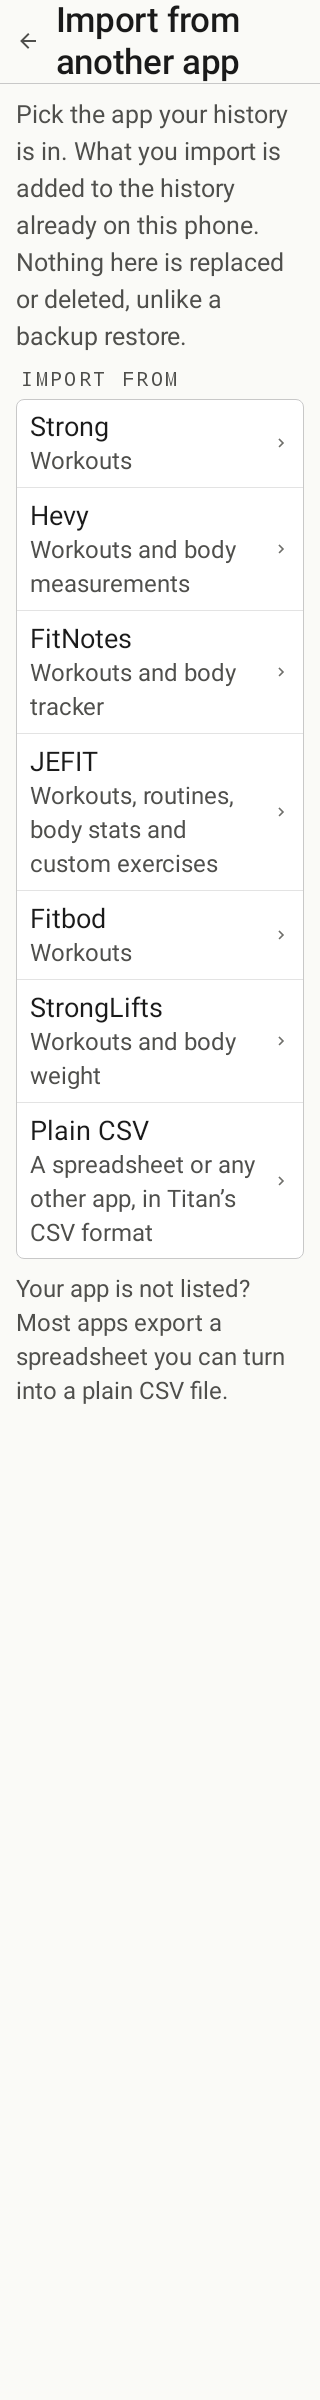 Import from
another app
Pick the app your history
is in. What you import is
added to the history
already on this phone.
Nothing here is replaced
or deleted, unlike a
backup restore.
IMPORT FROM
Strong
Workouts
Hevy
Workouts and body
measurements
FitNotes
Workouts and body
tracker
JEFIT
Workouts, routines,
body stats and
custom exercises
Fitbod
Workouts
StrongLifts
Workouts and body
weight
Plain CSV
A spreadsheet or any
other app, in Titan’s
CSV format
Your app is not listed?
Most apps export a
spreadsheet you can turn
into a plain CSV file.